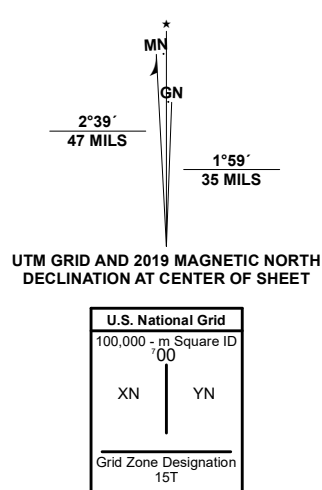 ★
MN
GN
2°39´
47 MILS
1°59´
35 MILS
UTM GRID AND 2019 MAGNETIC NORTH
DECLINATION AT CENTER OF SHEET
U.S. National Grid
100,000 - m Square ID
⁷00
XN YN
Grid Zone Designation
15T